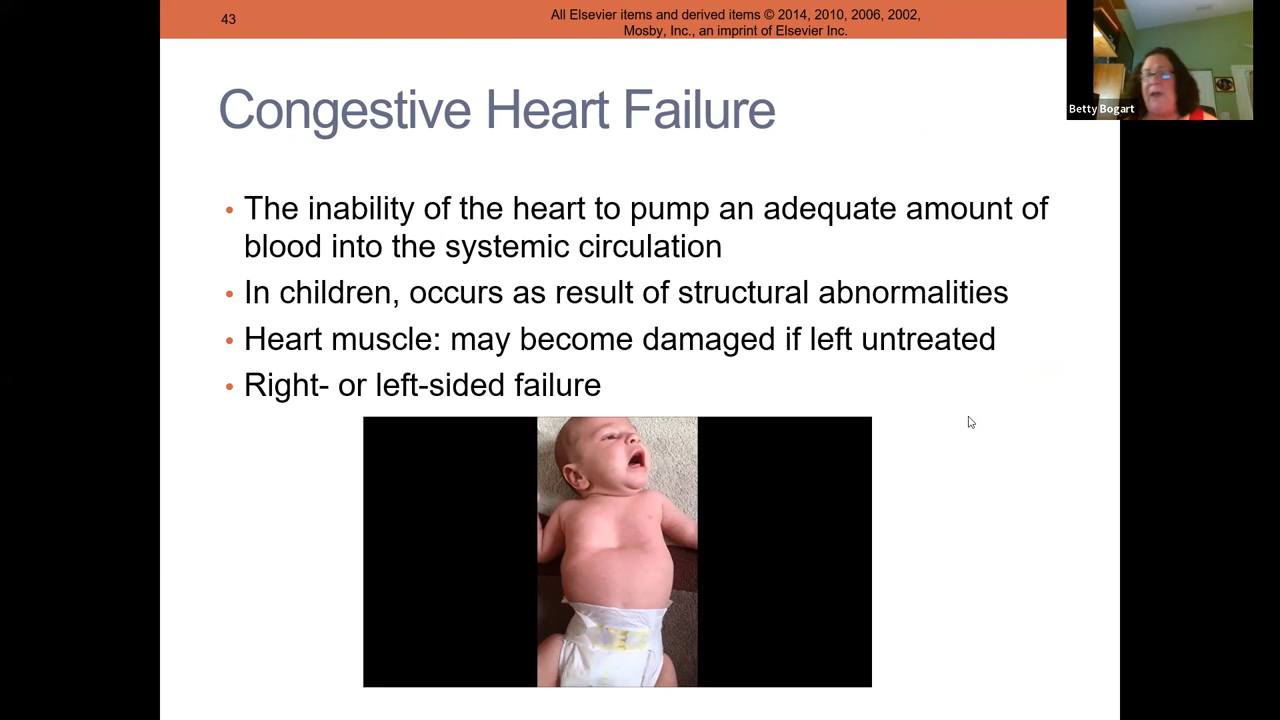 43
All Elsevier items and derived items © 2014, 2010, 2006, 2002,
Mosby, Inc., an imprint of Elsevier Inc.
Betty Bogart
Congestive Heart Failure
• The inability of the heart to pump an adequate amount of
blood into the systemic circulation
• In children, occurs as result of structural abnormalities
• Heart muscle: may become damaged if left untreated
• Right- or left-sided failure